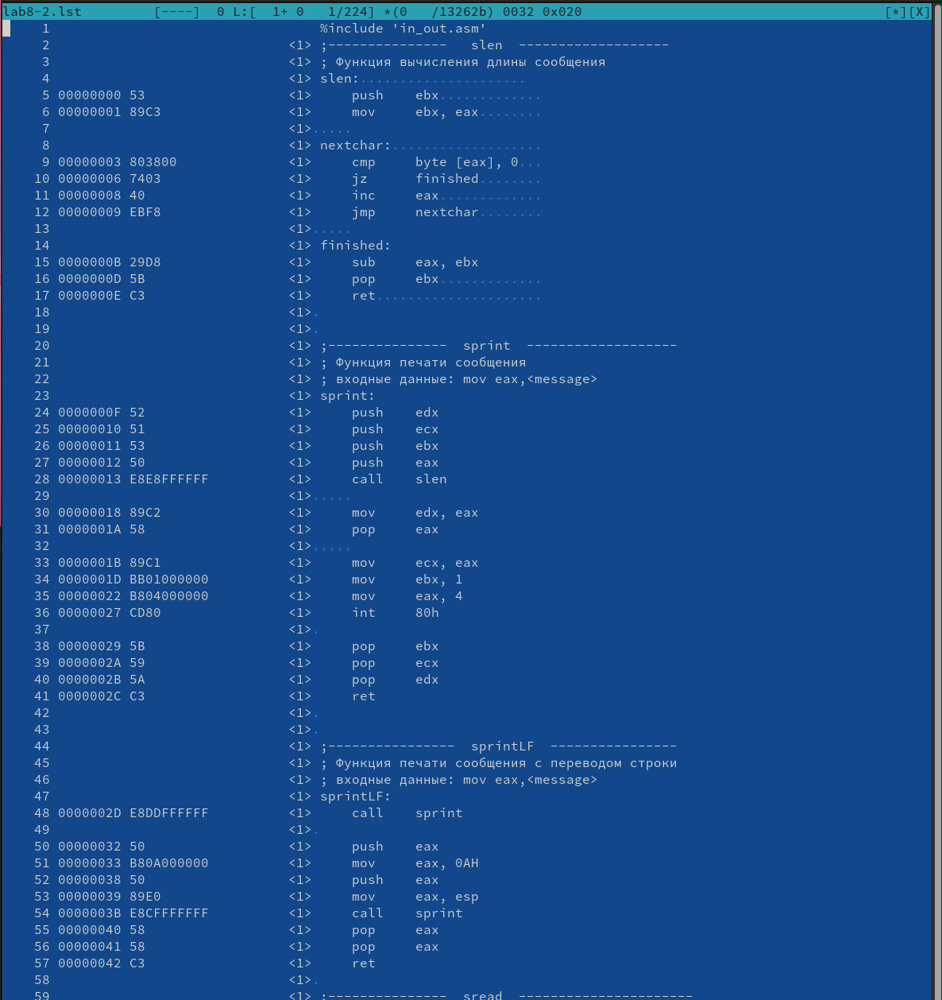 lab8-2.lst [----] 0 L:[ 1+ 0 1/224] *(0 /13262b) 0032 0x020 [*][X]
1 %include 'in_out.asm'
2 <1> ;--------------- slen -------------------
3 <1> ; Функция вычисления длины сообщения
4 <1> slen:.....................
5 00000000 53 <1> push ebx.............
6 00000001 89C3 <1> mov ebx, eax........
7 <1>.....
8 <1> nextchar:...................
9 00000003 803800 <1> cmp byte [eax], 0...
10 00000006 7403 <1> jz finished........
11 00000008 40 <1> inc eax.............
12 00000009 EBF8 <1> jmp nextchar........
13 <1>.....
14 <1> finished:
15 0000000B 29D8 <1> sub eax, ebx
16 0000000D 5B <1> pop ebx.............
17 0000000E C3 <1> ret.....................
18 <1>.
19 <1>.
20 <1> ;--------------- sprint -------------------
21 <1> ; Функция печати сообщения
22 <1> ; входные данные: mov eax,<message>
23 <1> sprint:
24 0000000F 52 <1> push edx
25 00000010 51 <1> push ecx
26 00000011 53 <1> push ebx
27 00000012 50 <1> push eax
28 00000013 E8E8FFFFFF <1> call slen
29 <1>.....
30 00000018 89C2 <1> mov edx, eax
31 0000001A 58 <1> pop eax
32 <1>.....
33 0000001B 89C1 <1> mov ecx, eax
34 0000001D BB01000000 <1> mov ebx, 1
35 00000022 B804000000 <1> mov eax, 4
36 00000027 CD80 <1> int 80h
37 <1>.
38 00000029 5B <1> pop ebx
39 0000002A 59 <1> pop ecx
40 0000002B 5A <1> pop edx
41 0000002C C3 <1> ret
42 <1>.
43 <1>.
44 <1> ;---------------- sprintLF ----------------
45 <1> ; Функция печати сообщения с переводом строки
46 <1> ; входные данные: mov eax,<message>
47 <1> sprintLF:
48 0000002D E8DDFFFFFF <1> call sprint
49 <1>.
50 00000032 50 <1> push eax
51 00000033 B80A000000 <1> mov eax, 0AH
52 00000038 50 <1> push eax
53 00000039 89E0 <1> mov eax, esp
54 0000003B E8CFFFFFFF <1> call sprint
55 00000040 58 <1> pop eax
56 00000041 58 <1> pop eax
57 00000042 C3 <1> ret
58 <1>.
59 <1> ;--------------- sread ----------------------